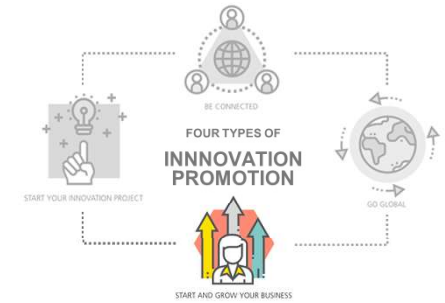 BE CONNECTED
FOUR TYPES OF
INNNOVATION
PROMOTION
START YOUR INNOVATION PROJECT
GO GLOBAL
START AND GROW YOUR BUSINESS